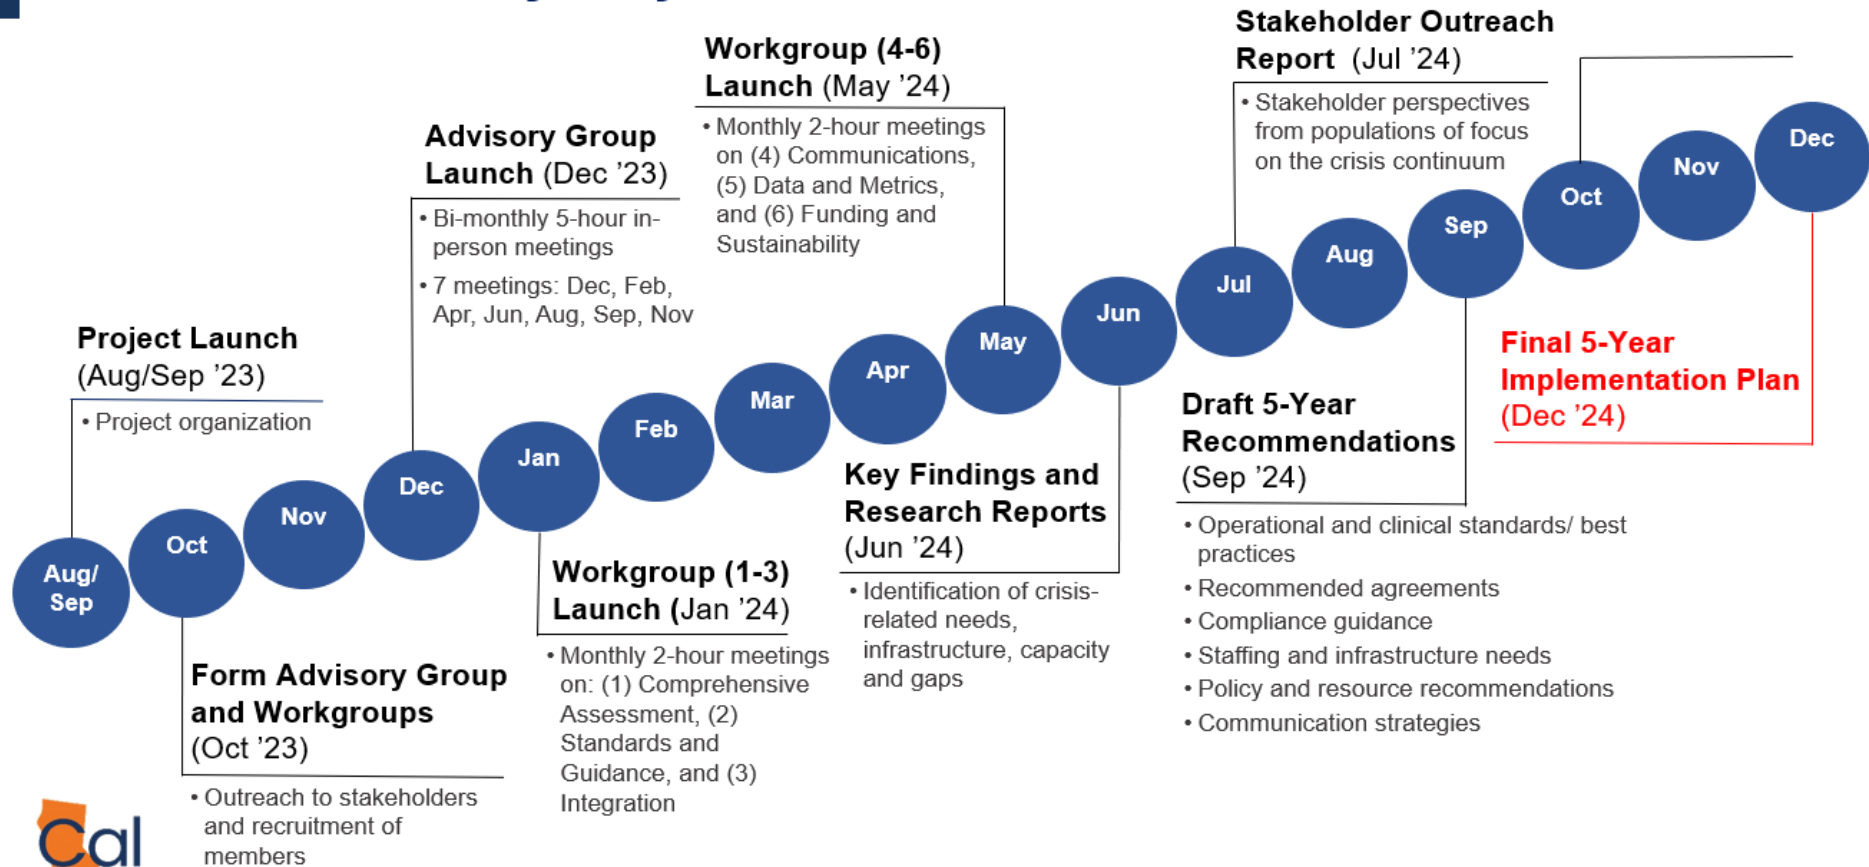 Project Launch
(Aug/Sep ’23)
• Project organization
Form Advisory Group
and Workgroups
(Oct ’23)
• Outreach to stakeholders
and recruitment of
members
Advisory Group
Launch (Dec ’23)
• Bi-monthly 5-hour in-
person meetings
• 7 meetings: Dec, Feb,
Apr, Jun, Aug, Sep, Nov
Workgroup (1-3)
Launch (Jan ’24)
• Monthly 2-hour meetings
on: (1) Comprehensive
Assessment, (2)
Standards and
Guidance, and (3)
Integration
Workgroup (4-6)
Launch (May ’24)
• Monthly 2-hour meetings
on (4) Communications,
(5) Data and Metrics,
and (6) Funding and
Sustainability
Key Findings and
Research Reports
(Jun ’24)
• Identification of crisis-
related needs,
infrastructure, capacity
and gaps
Stakeholder Outreach
Report (Jul ’24)
• Stakeholder perspectives
from populations of focus
on the crisis continuum
Draft 5-Year
Recommendations
(Sep ’24)
• Operational and clinical standards/ best
practices
• Recommended agreements
• Compliance guidance
• Staffing and infrastructure needs
• Policy and resource recommendations
• Communication strategies
Final 5-Year
Implementation Plan
(Dec ’24)
Aug/
Sep
Oct
Nov
Dec
Jan
Feb
Mar
Apr
May
Jun
Jul
Aug
Sep
Oct
Nov
Dec
Cal